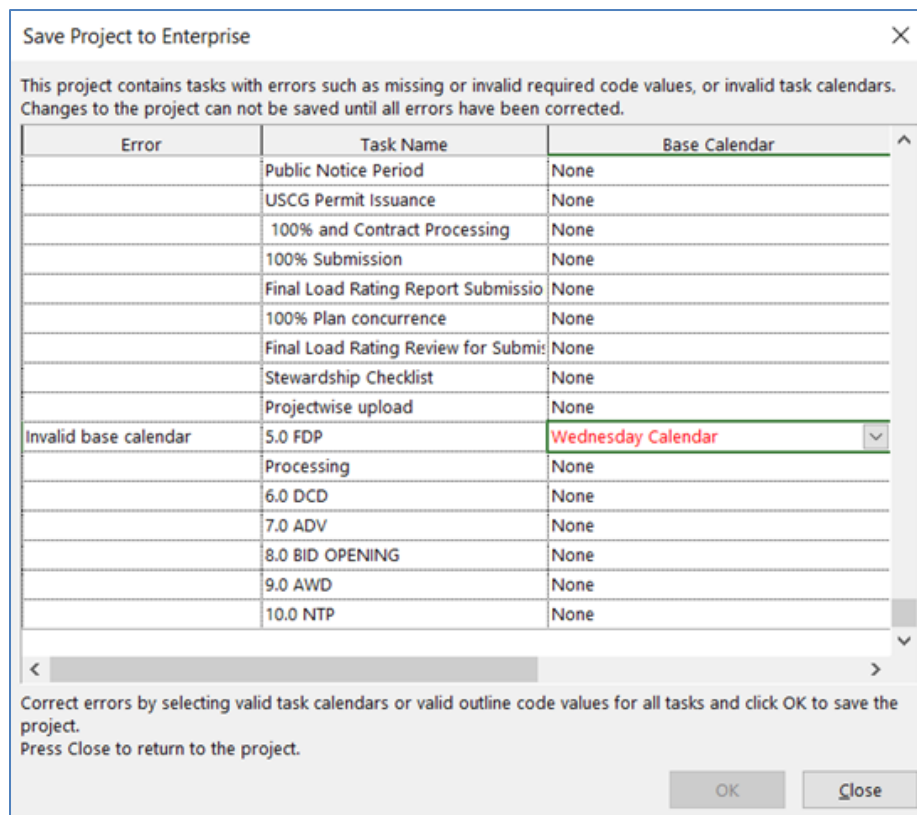 Save Project to Enterprise
This project contains tasks with errors such as missing or invalid required code values, or invalid task calendars.
Changes to the project can not be saved until all errors have been corrected.
Error Task Name Base Calendar
Public Notice Period None
USCG Permit Issuance None
100% and Contract Processing None
100% Submission None
Final Load Rating Report Submissio None
100% Plan concurrence None
Final Load Rating Review for Submis None
Stewardship Checklist None
Projectwise upload None
Invalid base calendar 5.0 FDP Wednesday Calendar
Processing None
6.0 DCD None
7.0 ADV None
8.0 BID OPENING None
9.0 AWD None
10.0 NTP None
Correct errors by selecting valid task calendars or valid outline code values for all tasks and click OK to save the
project.
Press Close to return to the project.
OK Close